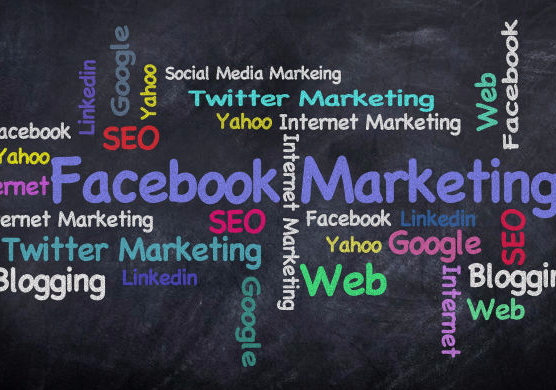 Linkedin
Google
Yahoo
Social Media Markeing
Twitter Marketing
Web
Facebook
acebook
SEO
Yahoo
Internet Marketing
Yahoo
ernet
Facebook Marketing
Internet Marketing
ernet Marketing
SEO
Facebook
Linkedin
SEO
Twitter Marketing
Yahoo
Google
Blogging
Linkedin
Google
Web
Internet
Bloggin
Web